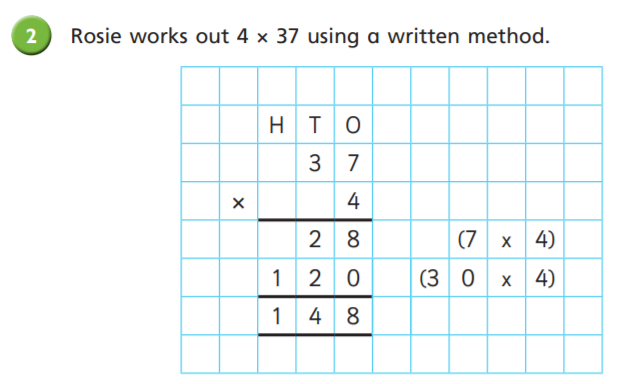 2 Rosie works out 4 × 37 using a written method.
H T O
3 7
× 4
2 8 (7 x 4)
1 2 0 (3 0 x 4)
1 4 8